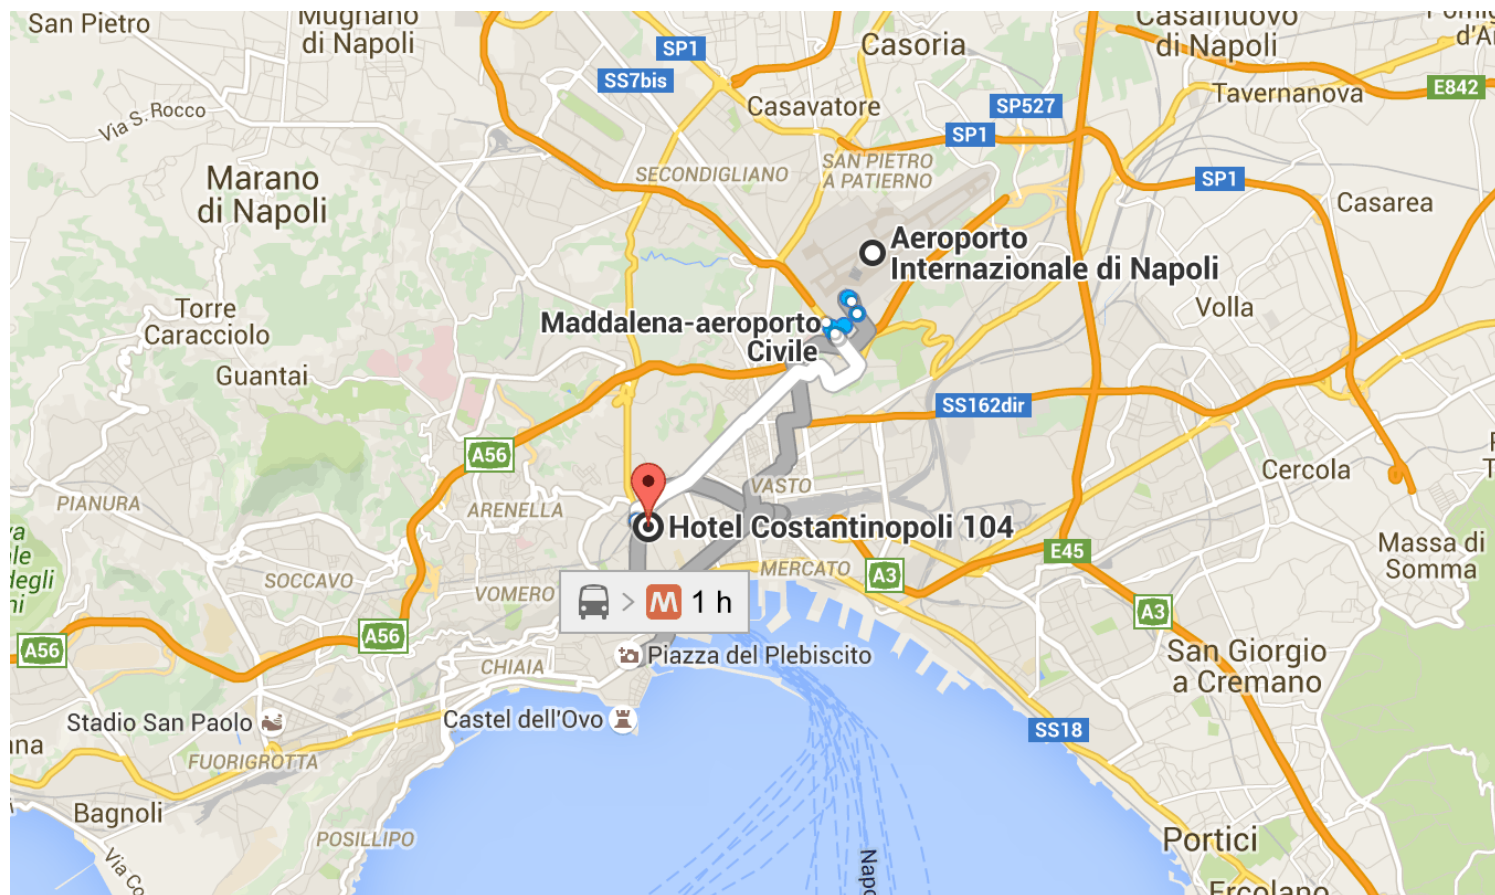 San Pietro
Mugnano
di Napoli
SP1
SS7bis
Casoria
Casalnuovo
di Napoli
Casavatore
SP527
SP1
Tavernanova
E842
Via S. Rocco
SECONDIGLIANO
SAN PIETRO
A PATIERNO
SP1
Marano
di Napoli
Casarea
Aeroporto
Internazionale di Napoli
Torre
Caracciolo
Volla
Maddalena-aeroporto
Civile
Guantai
SS162dir
A56
Cercola
PIANURA
VASTO
ARENELLA
Hotel Costantinopoli 104
Massa di
Somma
E45
SOCCAVO
MERCATO
A3
VOMERO
M 1 h
A3
A56
A56
CHIAIA
Piazza del Plebiscito
San Giorgio
a Cremano
Stadio San Paolo
Castel dell'Ovo
SS18
FUORIGROTTA
Bagnoli
POSILLIPO
Portici
Ercolano